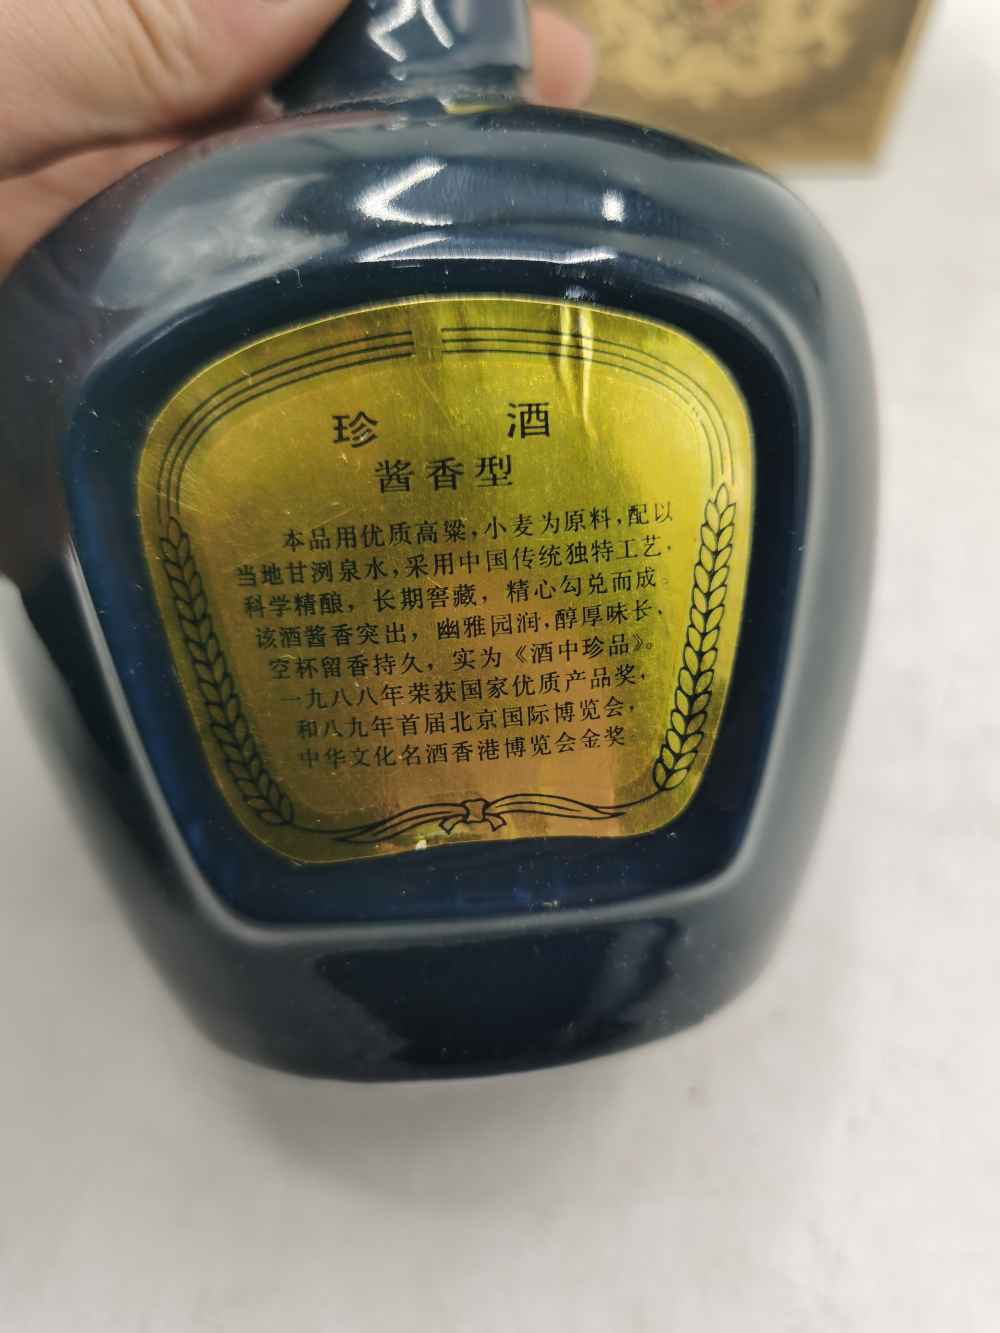 珍 酒
酱香型
本品用优质高粱,小麦为原料,配以
当地甘洌泉水,采用中国传统独特工艺.
科学精酿,长期窖藏,精心勾兑而成。
该酒酱香突出,幽雅园润,醇厚味长,
空杯留香持久,实为《酒中珍品》。
一九八八年荣获国家优质产品奖,
和八九年首届北京国际博览会,
中华文化名酒香港博览会金奖。